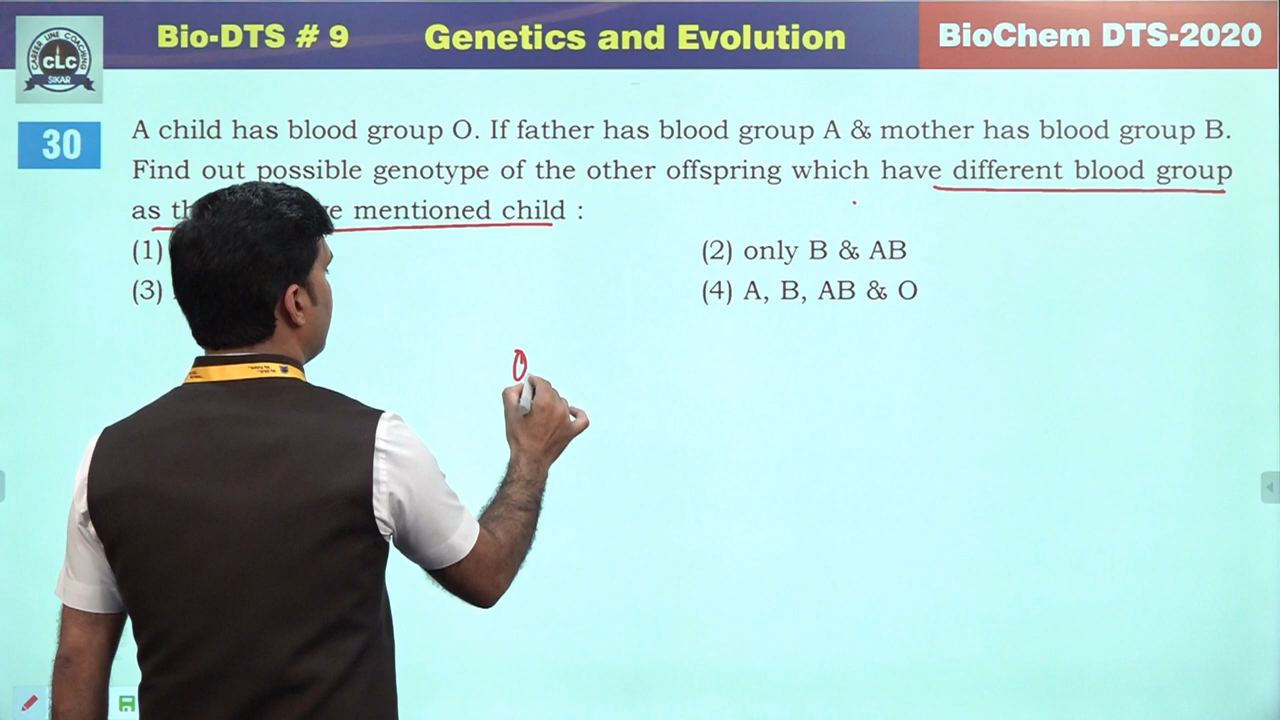 Bio-DTS # 9 Genetics and Evolution BioChem DTS-2020
CAREER LINE COACHING
CLC
SIKAR
30
A child has blood group O. If father has blood group A & mother has blood group B.
Find out possible genotype of the other offspring which have different blood group
as mentioned child :
(1)
(2) only B & AB
(3)
(4) A, B, AB & O
O